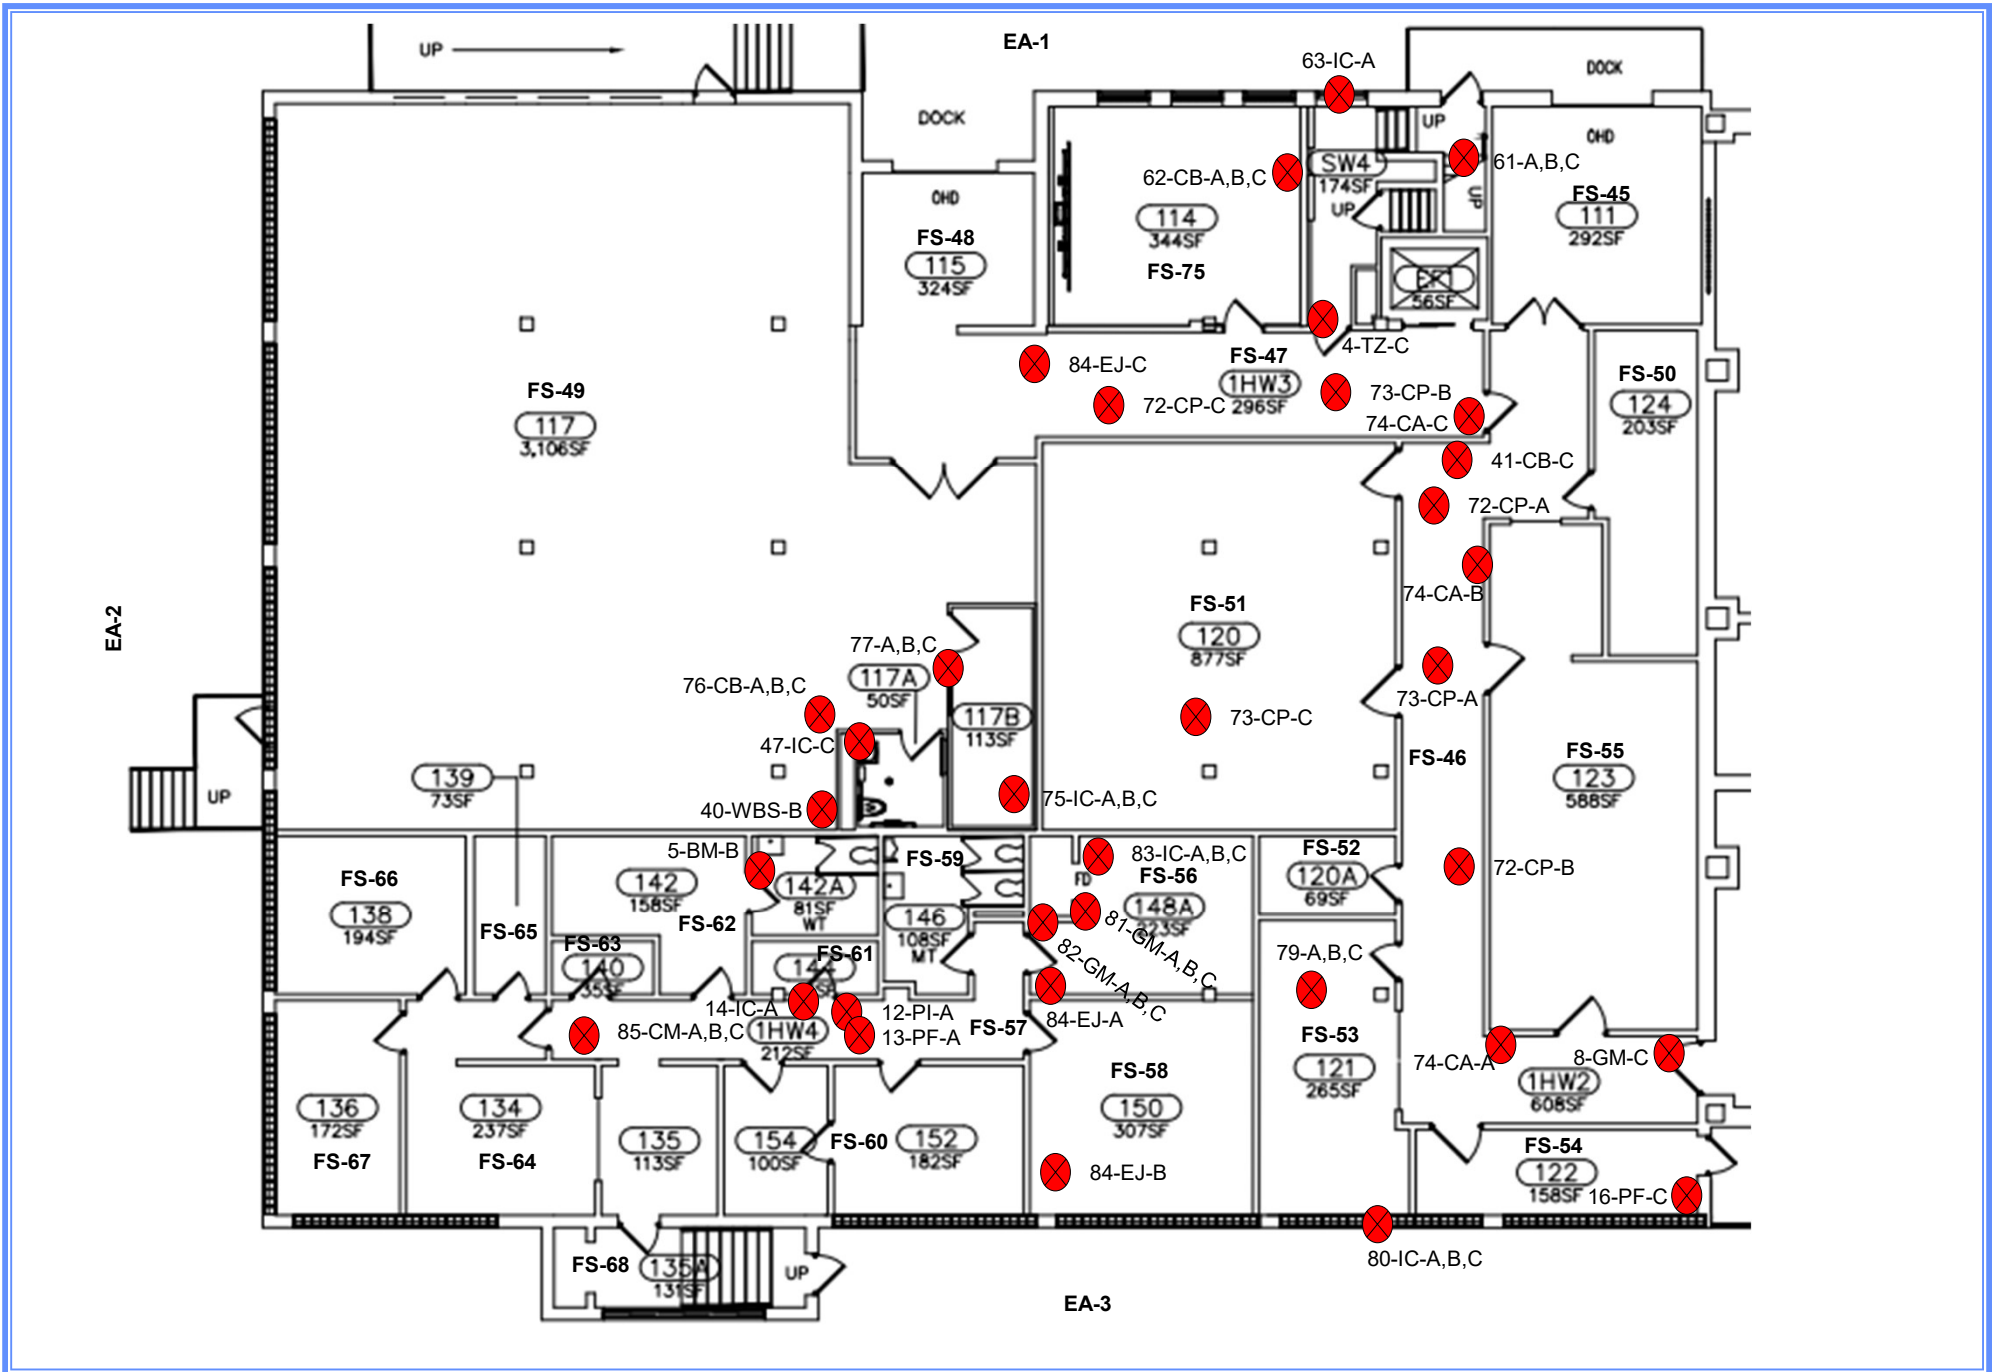 UP
EA-1
63-IC-A
DOCK
DOCK
UP
OHD
62-CB-A,B,C
SW4
174SF
61-A,B,C
UP
UP
FS-45
111
292SF
OHD
FS-48
115
324SF
114
344SF
FS-75
56SF
4-TZ-C
84-EJ-C
FS-47
1HW3
296SF
73-CP-B
72-CP-C
74-CA-C
FS-50
124
203SF
FS-49
117
3,106SF
41-CB-C
72-CP-A
74-CA-B
EA-2
FS-51
120
877SF
77-A,B,C
117A
50SF
76-CB-A,B,C
73-CP-A
117B
113SF
73-CP-C
47-IC-C
FS-46
FS-55
123
588SF
139
73SF
UP
40-WBS-B
75-IC-A,B,C
5-BM-B
FS-59
83-IC-A,B,C
FS-52
120A
69SF
72-CP-B
FS-66
138
194SF
142
158SF
142A
81SF
WT
FD
FS-56
148A
223SF
FS-65
FS-62
146
108SF
MT
81-GM-A,B,C
82-GM-A,B,C
FS-63
140
35SF
FS-61
79-A,B,C
14-IC-A
12-PI-A
85-CM-A,B,C
1HW4
212SF
13-PF-A
FS-57
84-EJ-A
FS-53
121
265SF
74-CA-A
8-GM-C
1HW2
608SF
FS-58
150
307SF
136
172SF
FS-67
134
237SF
FS-64
135
113SF
154
100SF
FS-60
152
182SF
84-EJ-B
FS-54
122
158SF
16-PF-C
80-IC-A,B,C
FS-68
135A
131SF
UP
EA-3